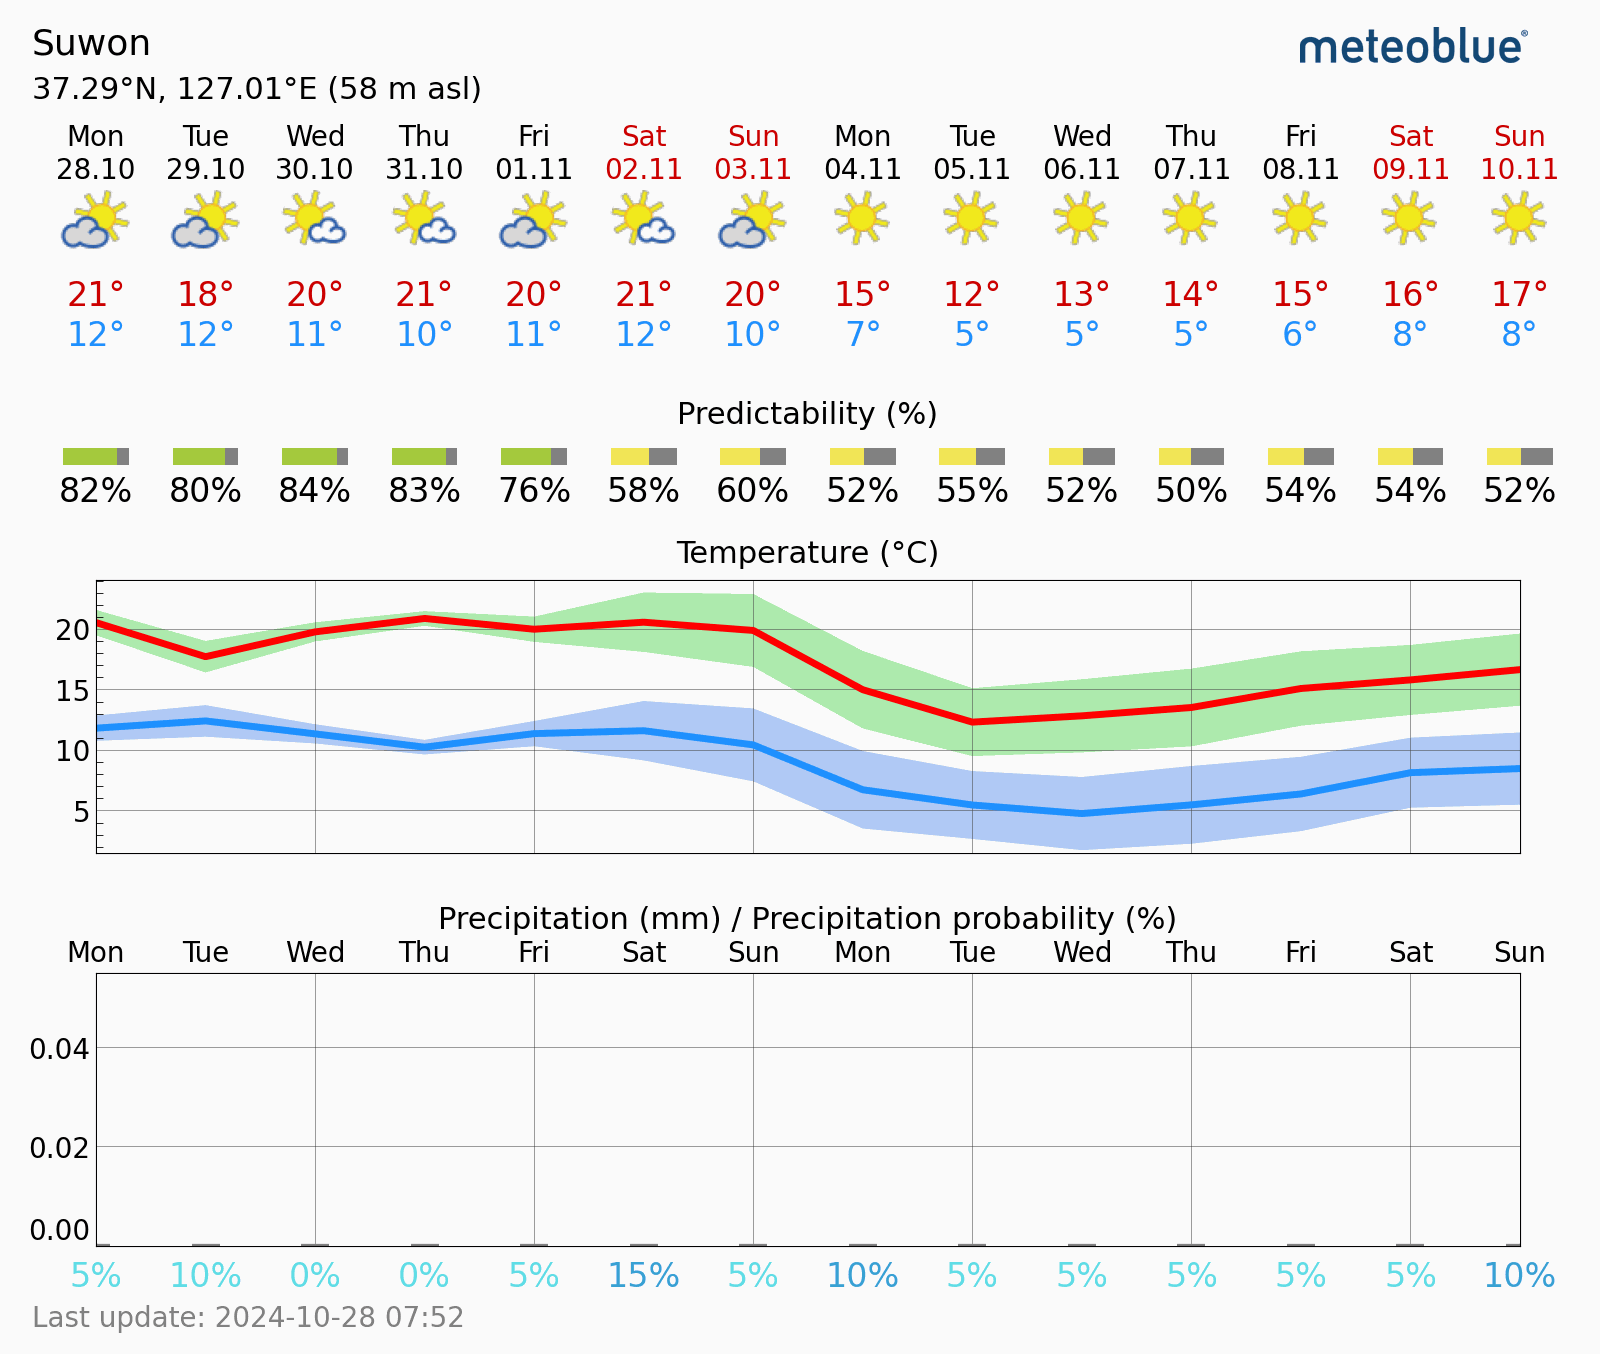 Suwon
meteoblue®
37.29°N, 127.01°E (58 m asl)
Mon Tue Wed Thu Fri Sat Sun Mon Tue Wed Thu Fri Sat Sun
28.10 29.10 30.10 31.10 01.11 02.11 03.11 04.11 05.11 06.11 07.11 08.11 09.11 10.11
21° 18° 20° 21° 20° 21° 20° 15° 12° 13° 14° 15° 16° 17°
12° 12° 11° 10° 11° 12° 10° 7° 5° 5° 5° 6° 8° 8°
Predictability (%)
82% 80% 84% 83% 76% 58% 60% 52% 55% 52% 50% 54% 54% 52%
Temperature (°C)
20
15
10
5
Precipitation (mm) / Precipitation probability (%)
Mon Tue Wed Thu Fri Sat Sun Mon Tue Wed Thu Fri Sat Sun
0.04
0.02
0.00
5% 10% 0% 0% 5% 15% 5% 10% 5% 5% 5% 5% 5% 10%
Last update: 2024-10-28 07:52